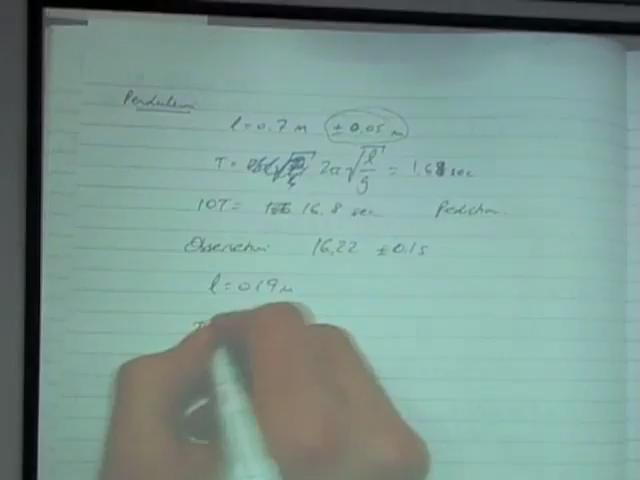 Pendulum
l = 0.7 m ± 0.05 m
T = 2π √(l/g) = 1.68 sec
10T = 16.8 sec Prediction
Observation 16.22 ± 0.1s
l = 0.19 m
T